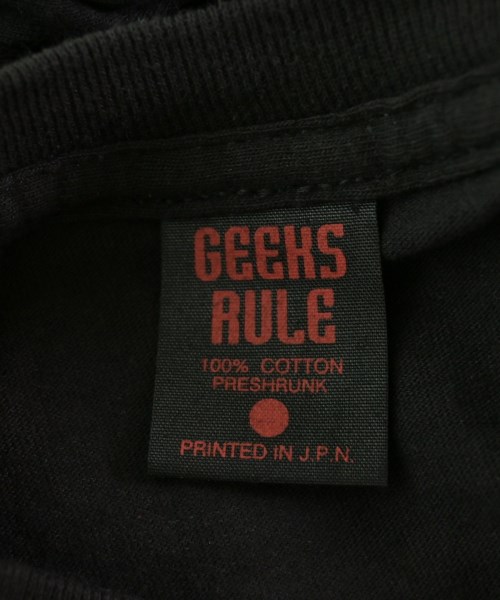 GEEKS
RULE
100% COTTON
PRESHRUNK
PRINTED IN J.P.N.